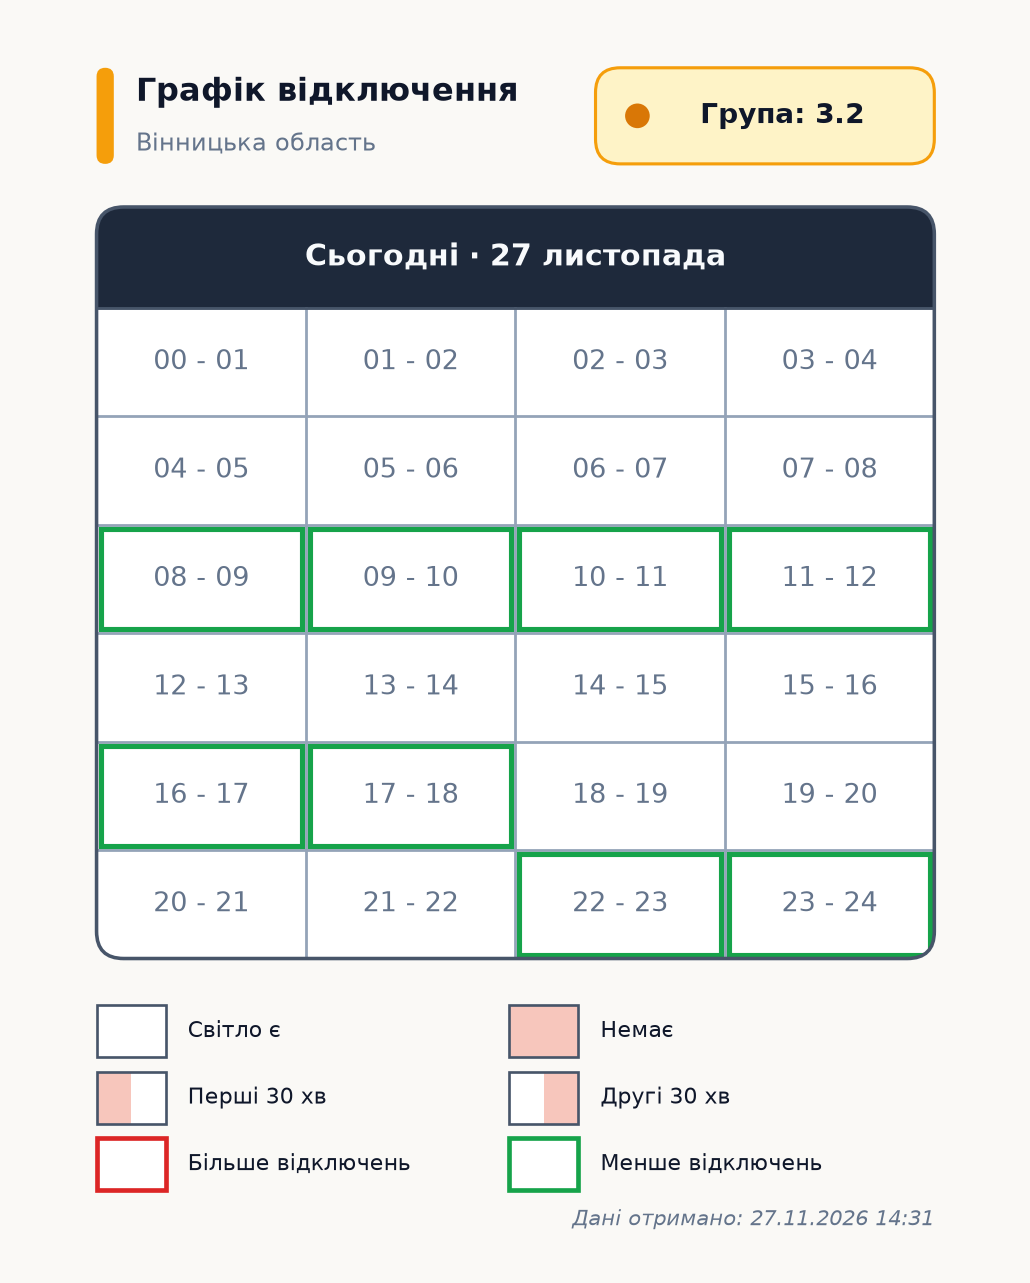 Графік відключення
Вінницька область
Група: 3.2
Сьогодні · 27 листопада
00 - 01 01 - 02 02 - 03 03 - 04
04 - 05 05 - 06 06 - 07 07 - 08
08 - 09 09 - 10 10 - 11 11 - 12
12 - 13 13 - 14 14 - 15 15 - 16
16 - 17 17 - 18 18 - 19 19 - 20
20 - 21 21 - 22 22 - 23 23 - 24
Світло є Немає
Перші 30 хв Другі 30 хв
Більше відключень Менше відключень
Дані отримано: 27.11.2026 14:31